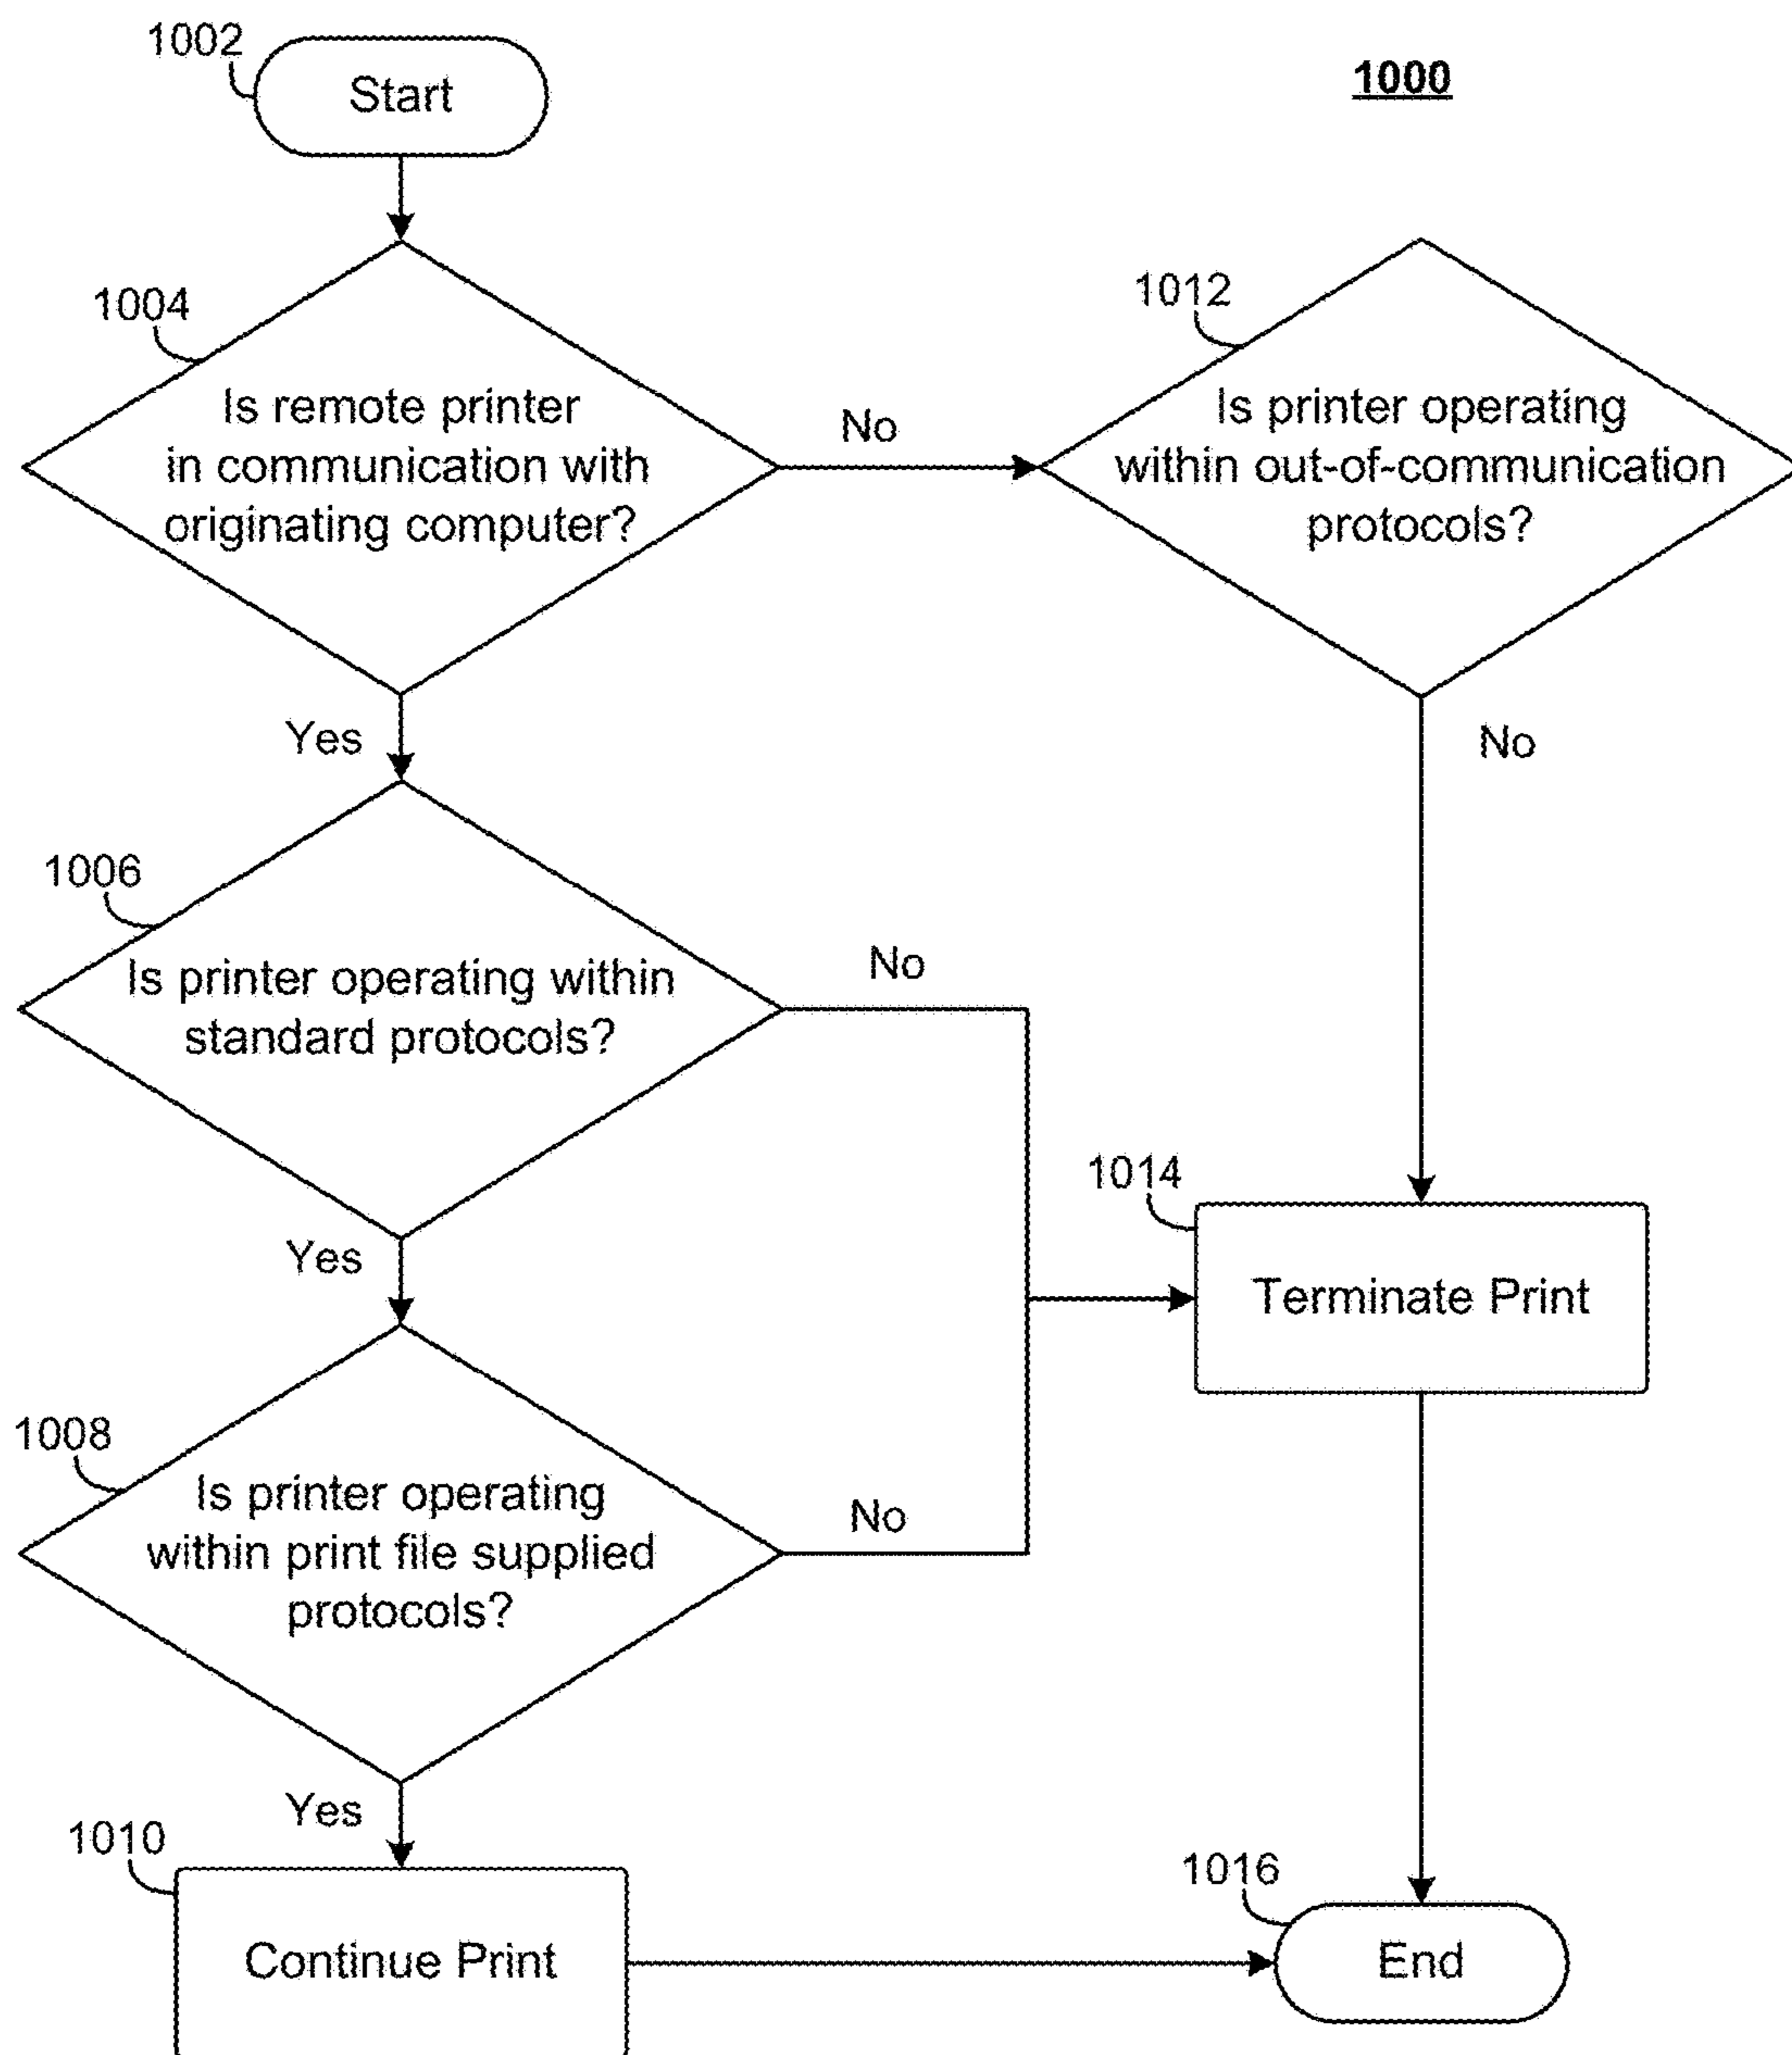 1002
Start
1000
1004
Is remote printer
in communication with
originating computer?
No
1012
Is printer operating
within out-of-communication
protocols?
Yes
No
1006
Is printer operating within
standard protocols?
No
1014
Terminate Print
Yes
1008
Is printer operating
within print file supplied
protocols?
No
Yes
1010
Continue Print
1016
End